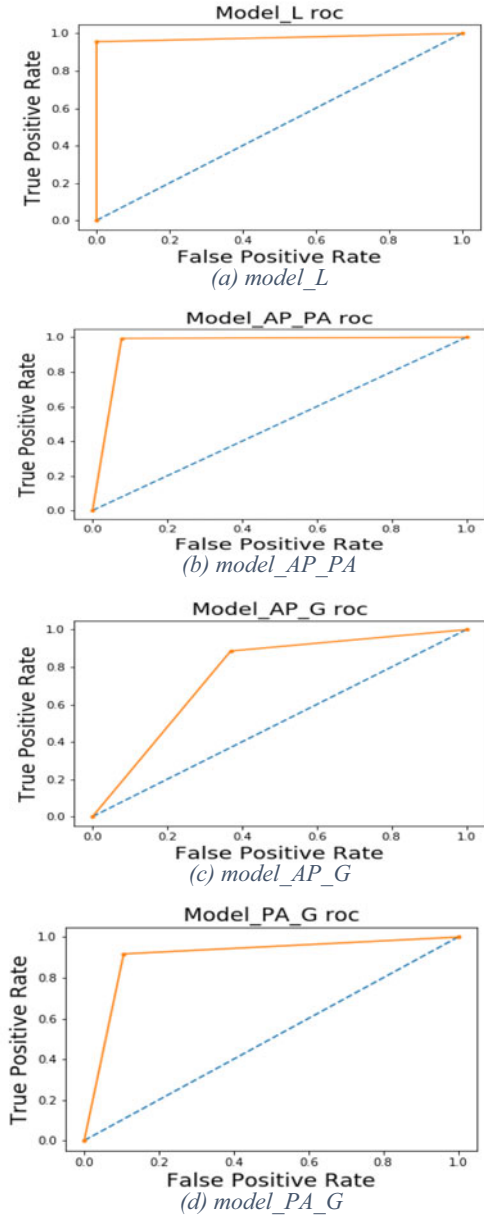 Model_L roc
1.0
0.8
0.6
0.4
0.2
0.0
True Positive Rate
0.0 0.2 0.4 0.6 0.8 1.0
False Positive Rate
(a) model_L
Model_AP_PA roc
1.0
0.8
0.6
0.4
0.2
0.0
True Positive Rate
0.0 0.2 0.4 0.6 0.8 1.0
False Positive Rate
(b) model_AP_PA
Model_AP_G roc
1.0
0.8
0.6
0.4
0.2
0.0
True Positive Rate
0.0 0.2 0.4 0.6 0.8 1.0
False Positive Rate
(c) model_AP_G
Model_PA_G roc
1.0
0.8
0.6
0.4
0.2
0.0
True Positive Rate
0.0 0.2 0.4 0.6 0.8 1.0
False Positive Rate
(d) model_PA_G